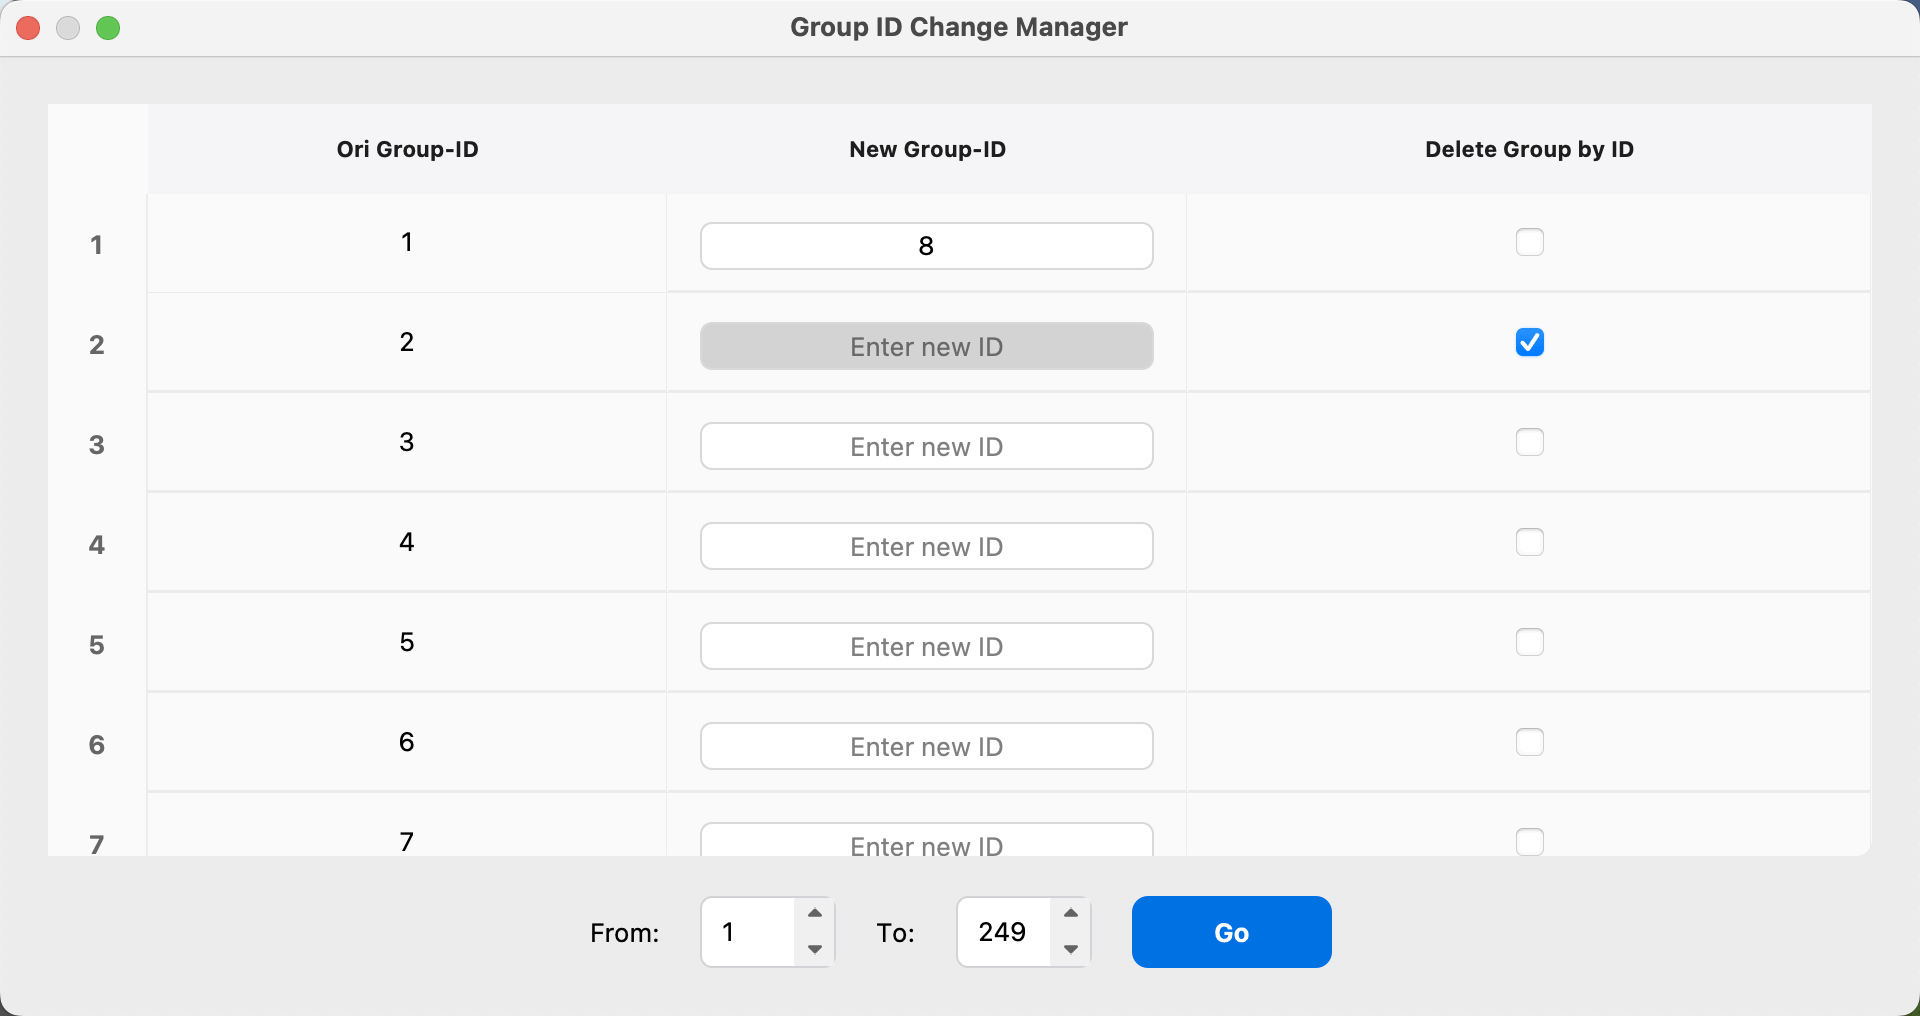 Group ID Change Manager
Ori Group-ID New Group-ID Delete Group by ID
1 1 8
2 2 Enter new ID
3 3 Enter new ID
4 4 Enter new ID
5 5 Enter new ID
6 6 Enter new ID
7 7 Enter new ID
From: 1 To: 249 Go